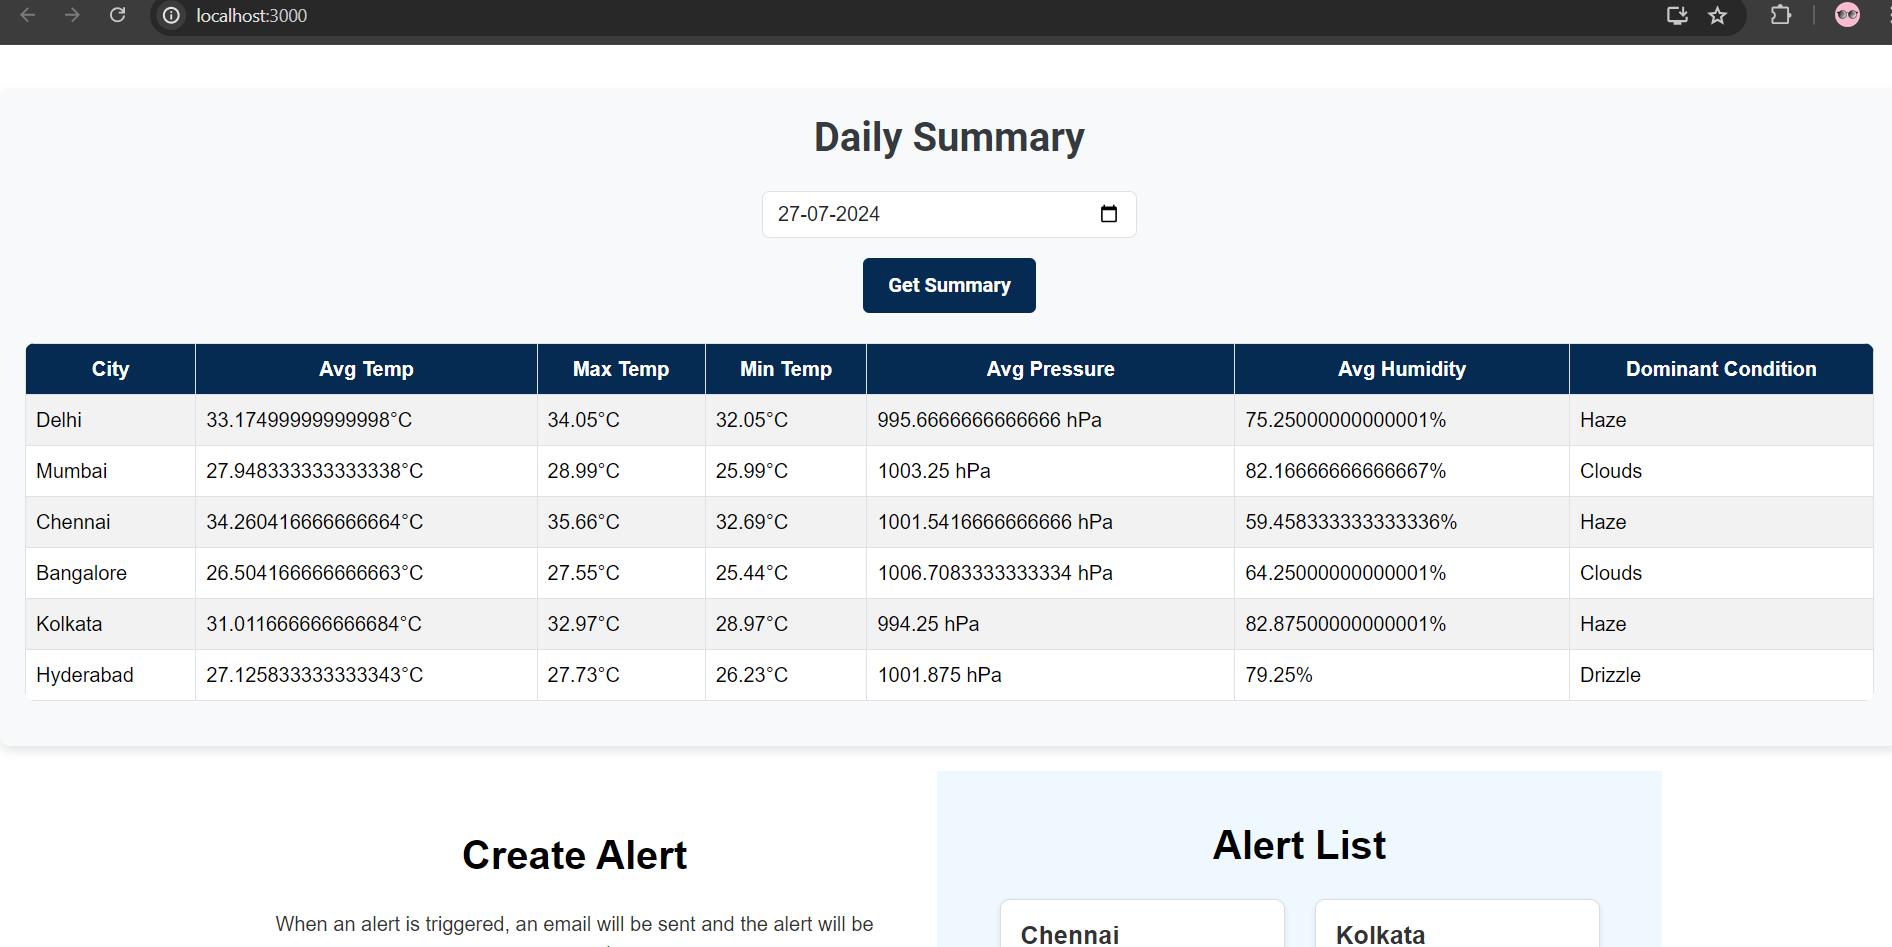 localhost:3000
Daily Summary
27-07-2024
Get Summary
City Avg Temp Max Temp Min Temp Avg Pressure Avg Humidity Dominant Condition
Delhi 33.17499999999998°C 34.05°C 32.05°C 995.6666666666666 hPa 75.25000000000001% Haze
Mumbai 27.948333333333338°C 28.99°C 25.99°C 1003.25 hPa 82.16666666666667% Clouds
Chennai 34.260416666666664°C 35.66°C 32.69°C 1001.5416666666666 hPa 59.458333333333336% Haze
Bangalore 26.504166666666663°C 27.55°C 25.44°C 1006.7083333333334 hPa 64.25000000000001% Clouds
Kolkata 31.011666666666684°C 32.97°C 28.97°C 994.25 hPa 82.87500000000001% Haze
Hyderabad 27.125833333333343°C 27.73°C 26.23°C 1001.875 hPa 79.25% Drizzle
Create Alert
When an alert is triggered, an email will be sent and the alert will be
Alert List
Chennai Kolkata